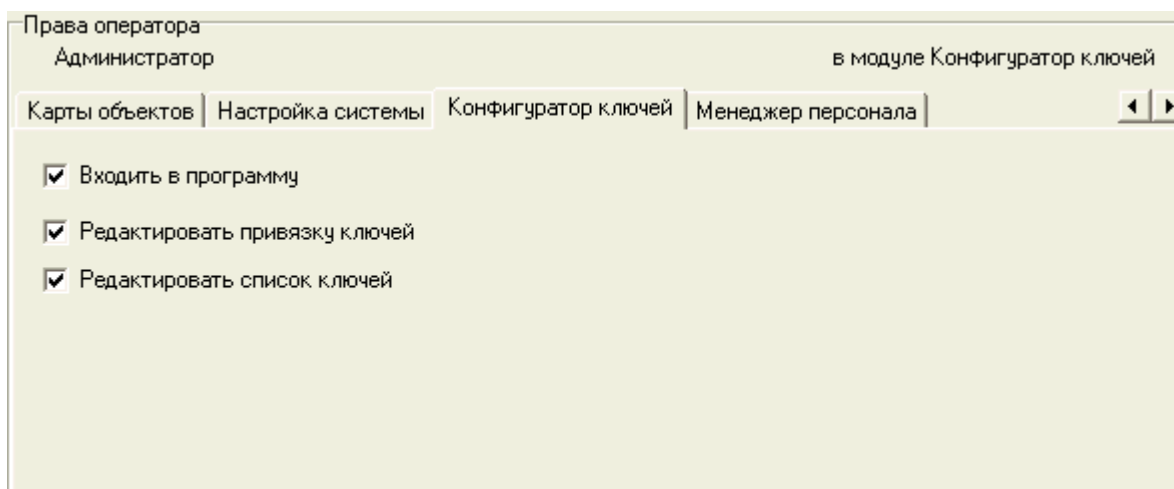 Права оператора
Администратор в модуле Конфигуратор ключей
Карты объектов Настройка системы Конфигуратор ключей Менеджер персонала
Входить в программу
Редактировать привязку ключей
Редактировать список ключей